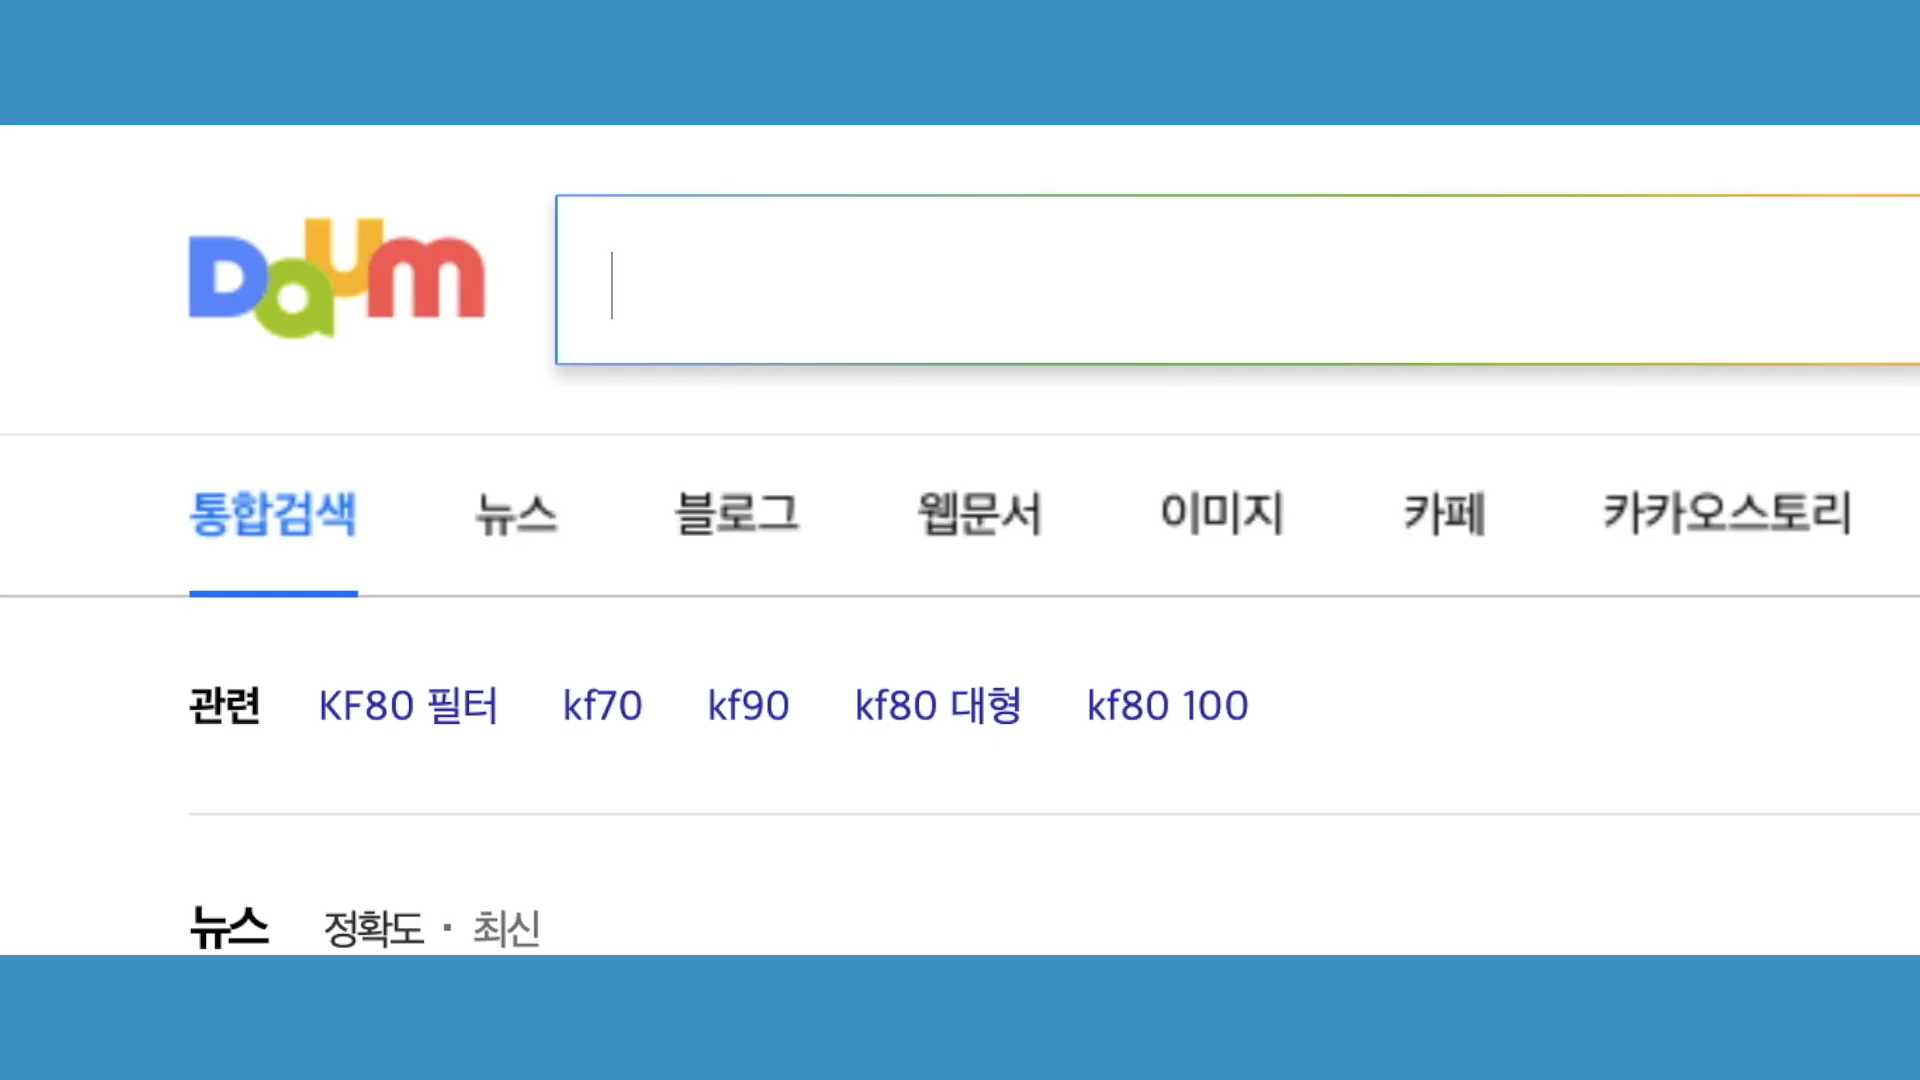 Daum
통합검색 뉴스 블로그 웹문서 이미지 카페 카카오스토리
관련 KF80 필터 kf70 kf90 kf80 대형 kf80 100
뉴스 정확도 · 최신